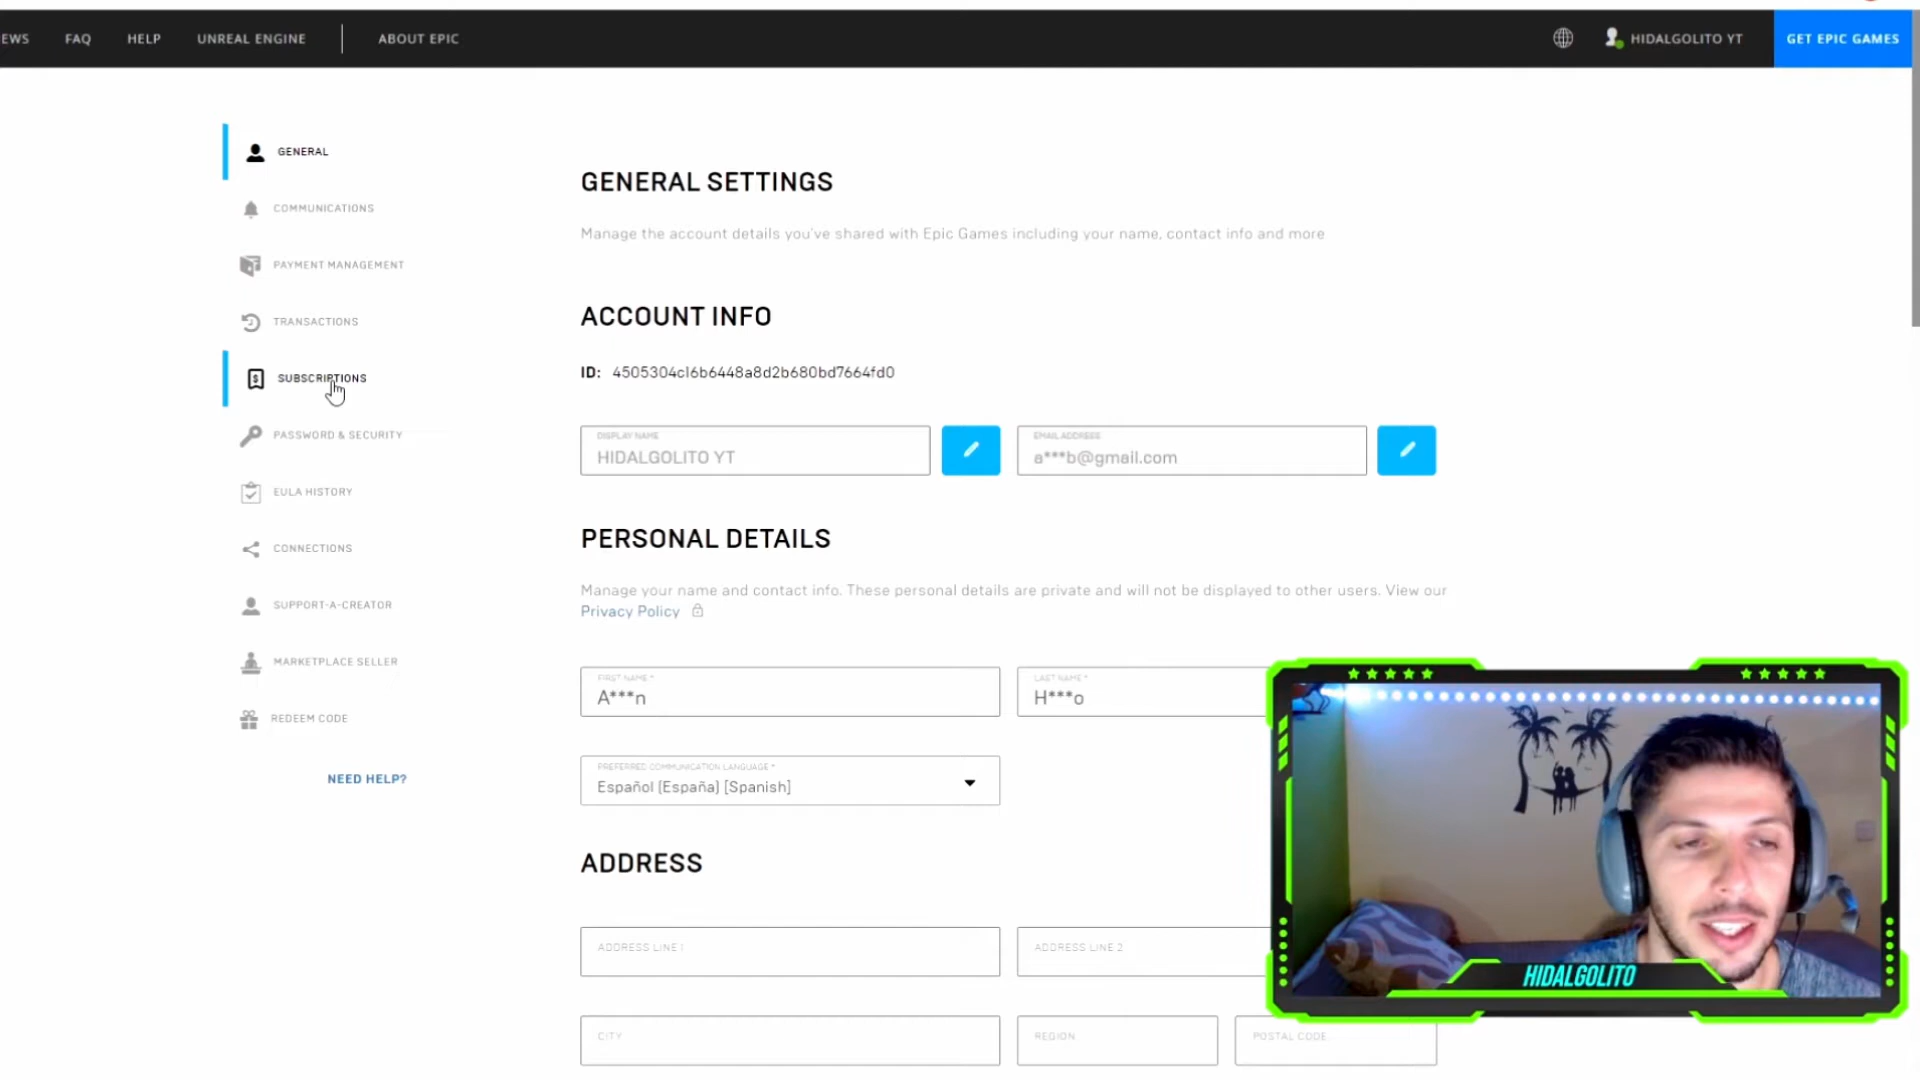 EWS FAQ HELP UNREAL ENGINE ABOUT EPIC HIDALGOLITO YT GET EPIC GAMES
GENERAL
COMMUNICATIONS
PAYMENT MANAGEMENT
TRANSACTIONS
SUBSCRIPTIONS
PASSWORD & SECURITY
EULA HISTORY
CONNECTIONS
SUPPORT-A-CREATOR
MARKETPLACE SELLER
REDEEM CODE
NEED HELP?
GENERAL SETTINGS
Manage the account details you've shared with Epic Games including your name, contact info and more
ACCOUNT INFO
ID: 4505304c16b6448a8d2b680bd7664fd0
DISPLAY NAME
HIDALGOLITO YT
EMAIL ADDRESS
a***b@gmail.com
PERSONAL DETAILS
Manage your name and contact info. These personal details are private and will not be displayed to other users. View our
Privacy Policy
FIRST NAME *
A***n
LAST NAME *
H***o
PREFERRED COMMUNICATION LANGUAGE *
Español (España) [Spanish]
ADDRESS
ADDRESS LINE 1
ADDRESS LINE 2
CITY
REGION
POSTAL CODE
HIDALGOLITO